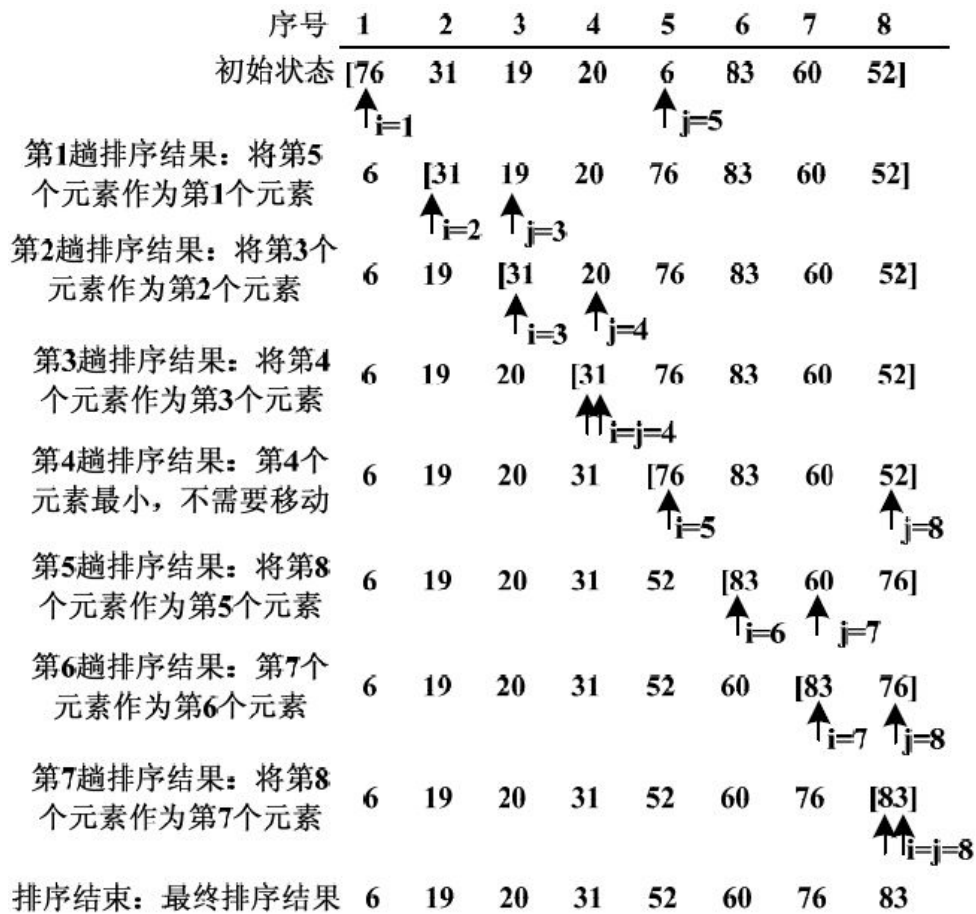 序号 1 2 3 4 5 6 7 8
初始状态 [76 31 19 20 6 83 60 52]
i=1 j=5
第1趟排序结果：将第5
个元素作为第1个元素
6 [31 19 20 76 83 60 52]
i=2 j=3
第2趟排序结果：将第3个
元素作为第2个元素
6 19 [31 20 76 83 60 52]
i=3 j=4
第3趟排序结果：将第4
个元素作为第3个元素
6 19 20 [31 76 83 60 52]
i=j=4
第4趟排序结果：第4个
元素最小，不需要移动
6 19 20 31 [76 83 60 52]
i=5 j=8
第5趟排序结果：将第8
个元素作为第5个元素
6 19 20 31 52 [83 60 76]
i=6 j=7
第6趟排序结果：第7个
元素作为第6个元素
6 19 20 31 52 60 [83 76]
i=7 j=8
第7趟排序结果：将第8
个元素作为第7个元素
6 19 20 31 52 60 76 [83]
i=j=8
排序结束：最终排序结果 6 19 20 31 52 60 76 83